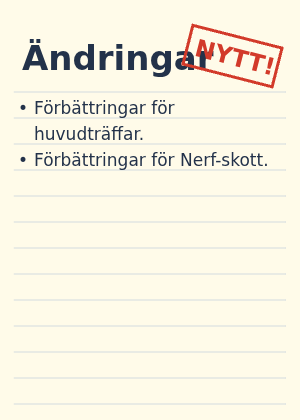 Ändringar
NYTT!
• Förbättringar för
huvudträffar.
• Förbättringar för Nerf-skott.